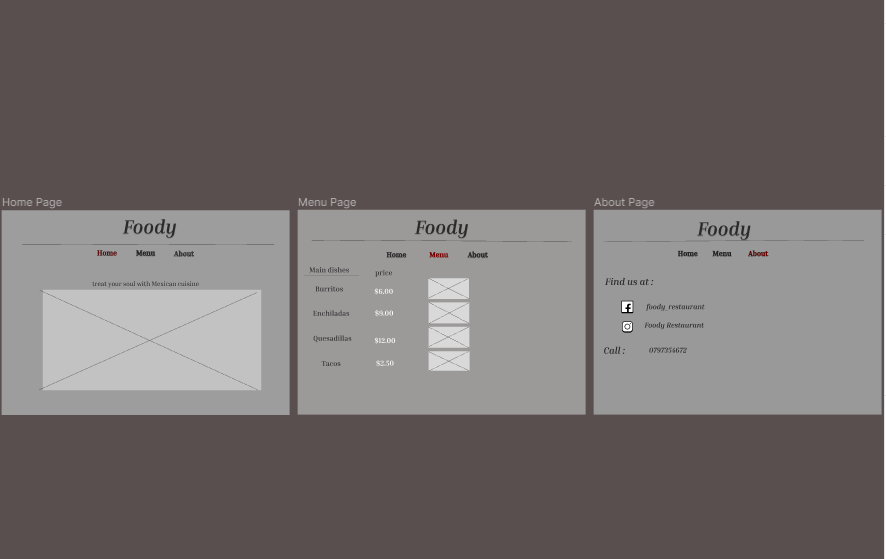 Home Page
Foody
Home Menu About
treat your soul with Mexican cuisine
Menu Page
Foody
Home Menu About
Main dishes price
Burritos $6.00
Enchiladas $9.00
Quesadillas $12.00
Tacos $2.50
About Page
Foody
Home Menu About
Find us at :
foody_restaurant
Foody Restaurant
Call : 0797354672